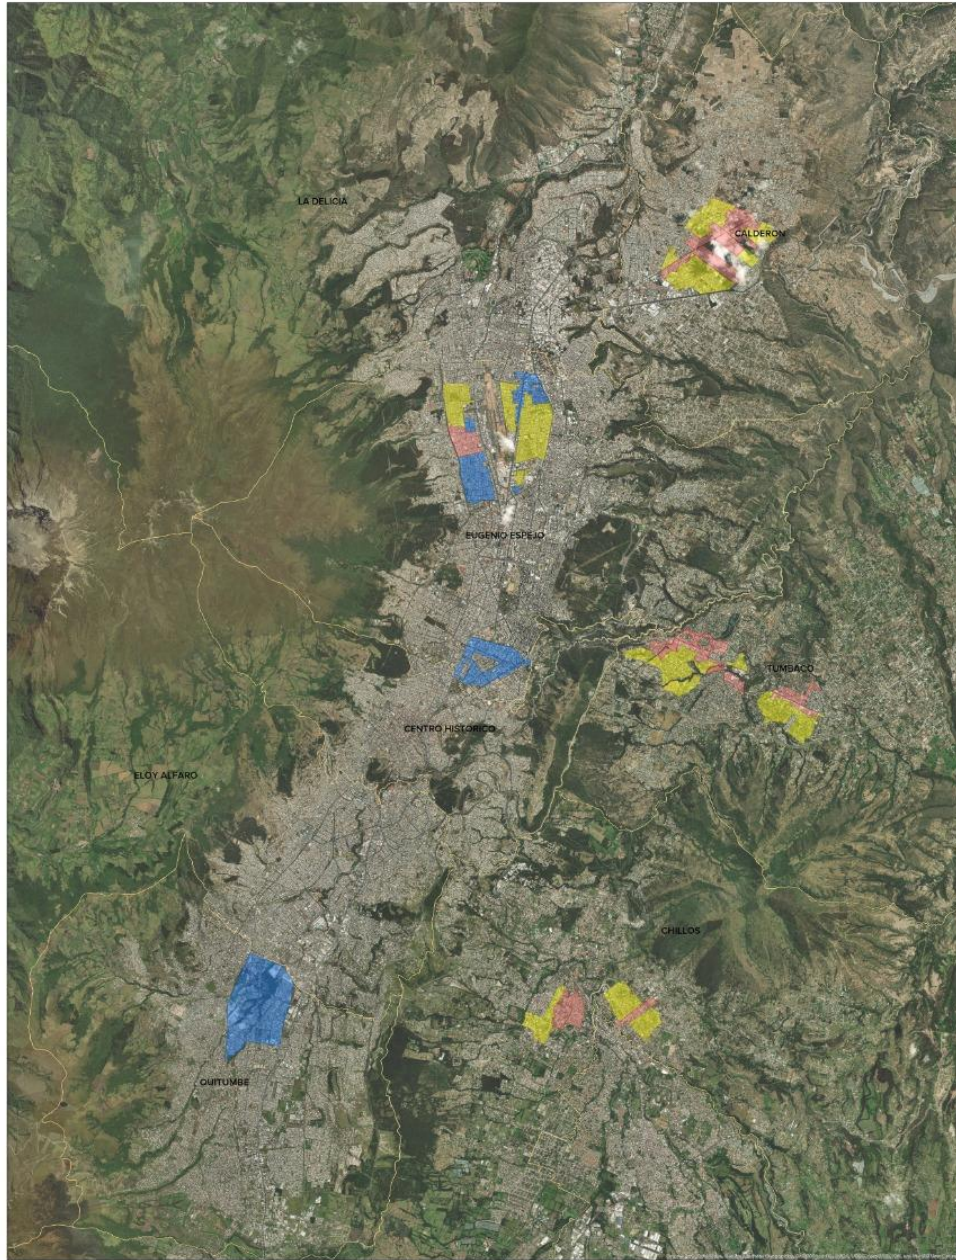 LA DELICIA
CALDERON
EUGENIO ESPEJO
TUMBACO
CENTRO HISTORICO
ELOY ALFARO
CHILLOS
QUITUMBE